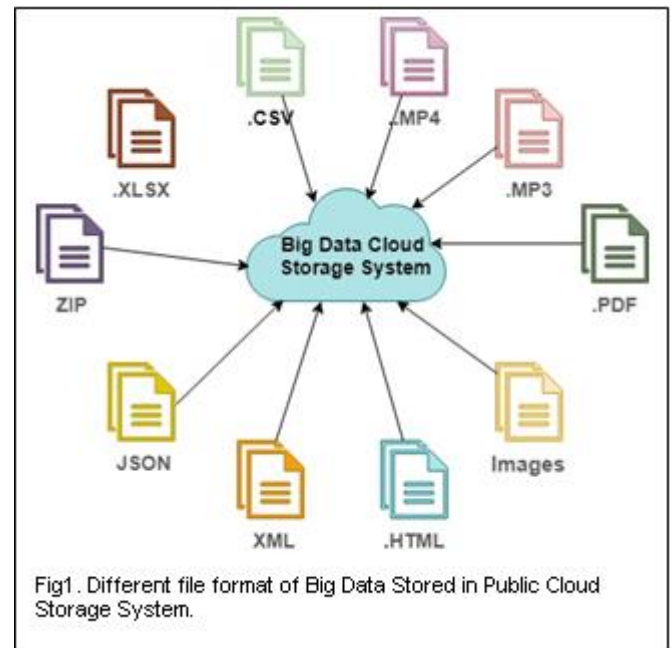 .CSV
.MP4
.XLSX
.MP3
Big Data Cloud
Storage System
ZIP
.PDF
JSON
Images
XML
.HTML
Fig1. Different file format of Big Data Stored in Public Cloud
Storage System.